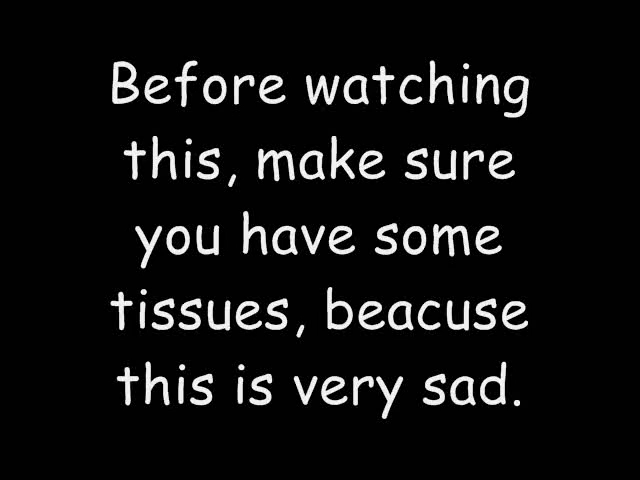 Before watching
this, make sure
you have some
tissues, beacuse
this is very sad.